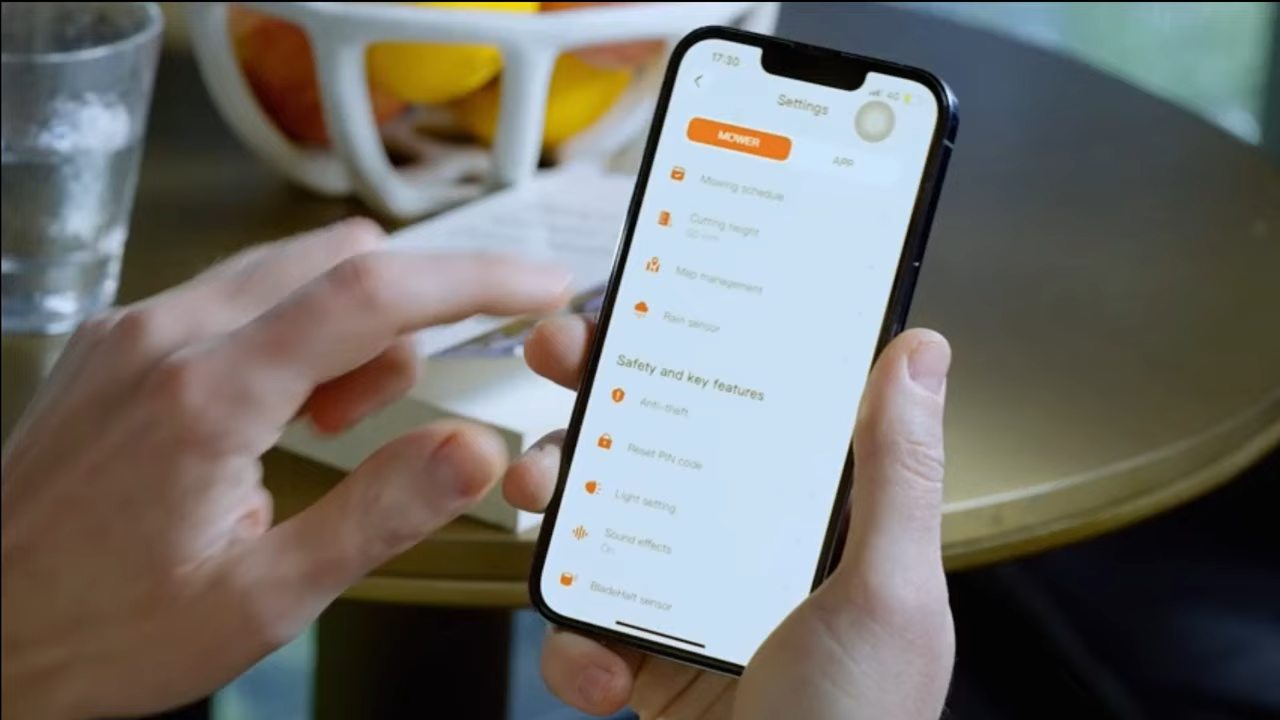 17:30
4G
Settings
MOWER
APP
Mowing schedule
Cutting height
Map management
Rain sensor
Safety and key features
Anti-theft
Reset PIN code
Light setting
Sound effects
On
BladeHalt sensor